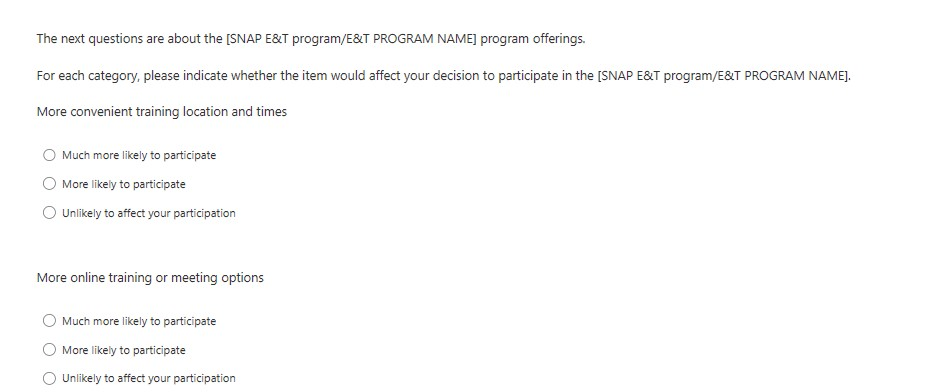 The next questions are about the [SNAP E&T program/E&T PROGRAM NAME] program offerings.
For each category, please indicate whether the item would affect your decision to participate in the [SNAP E&T program/E&T PROGRAM NAME].
More convenient training location and times
Much more likely to participate
More likely to participate
Unlikely to affect your participation
More online training or meeting options
Much more likely to participate
More likely to participate
Unlikely to affect your participation